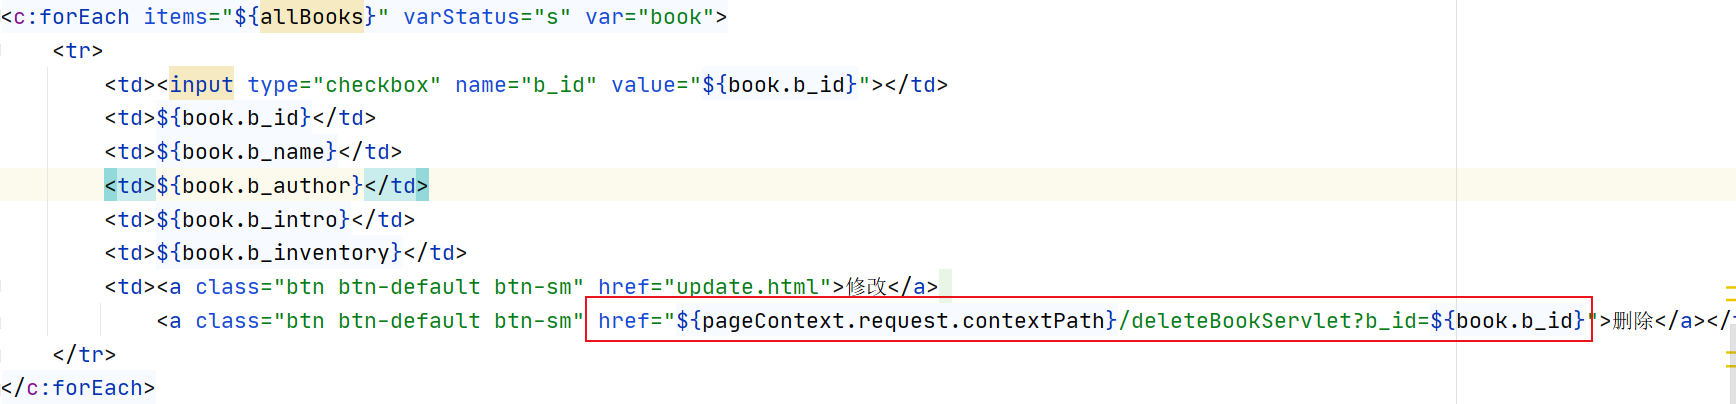 <c:forEach items="${allBooks}" varStatus="s" var="book">
<tr>
<td><input type="checkbox" name="b_id" value="${book.b_id}"></td>
<td>${book.b_id}</td>
<td>${book.b_name}</td>
<td>${book.b_author}</td>
<td>${book.b_intro}</td>
<td>${book.b_inventory}</td>
<td><a class="btn btn-default btn-sm" href="update.html">修改</a>
<a class="btn btn-default btn-sm" href="${pageContext.request.contextPath}/deleteBookServlet?b_id=${book.b_id}">删除</a></
</tr>
</c:forEach>